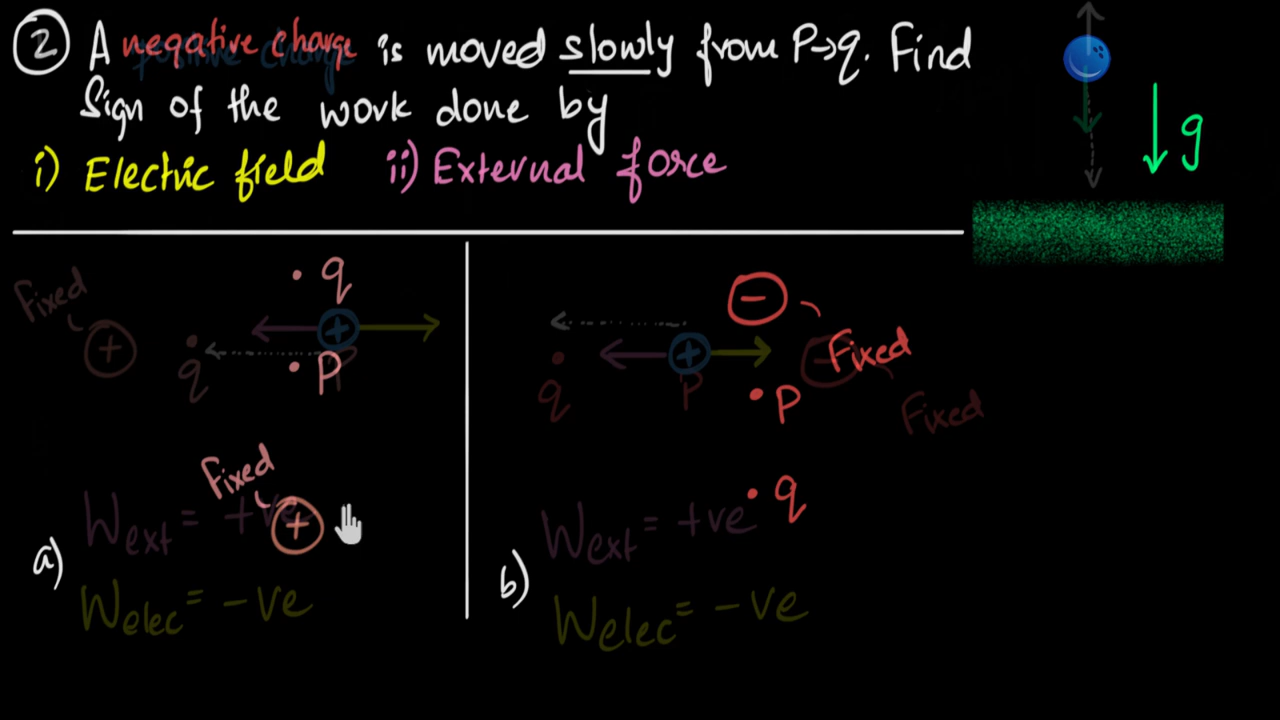 2 A negative charge is moved slowly from P→q. Find
Sign of the work done by
i) Electric field ii) External force
g
Fixed
+
q
P
q
+
P
Fixed
+
a)
Wext = +ve
Welec = -ve
-
Fixed
q
+
P
-
Fixed
P
q
b)
Wext = +ve
Welec = -ve